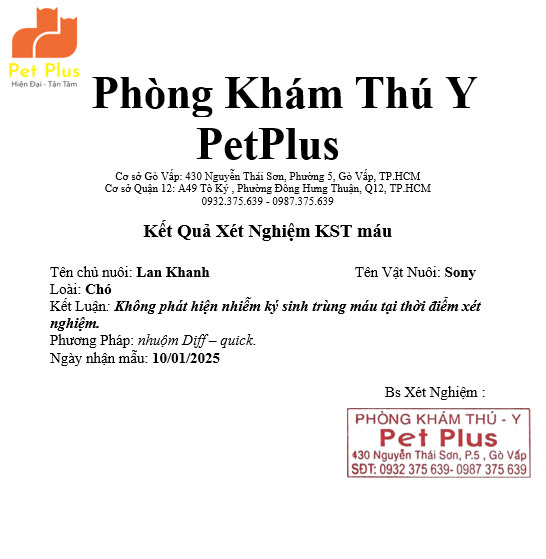 Pet Plus
Hiện Đại - Tận Tâm
Phòng Khám Thú Y
PetPlus
Cơ sở Gò Vấp: 430 Nguyễn Thái Sơn, Phường 5, Gò Vấp, TP.HCM
Cơ sở Quận 12: A49 Tô Ký , Phường Đông Hưng Thuận, Q12, TP.HCM
0932.375.639 - 0987.375.639
Kết Quả Xét Nghiệm KST máu
Tên chủ nuôi: Lan Khanh Tên Vật Nuôi: Sony
Loài: Chó
Kết Luận: Không phát hiện nhiễm ký sinh trùng máu tại thời điểm xét
nghiệm.
Phương Pháp: nhuộm Diff – quick.
Ngày nhận mẫu: 10/01/2025
Bs Xét Nghiệm :
PHÒNG KHÁM THÚ - Y
Pet Plus
430 Nguyễn Thái Sơn, P.5 , Gò Vấp
SĐT: 0932 375 639- 0987 375 639